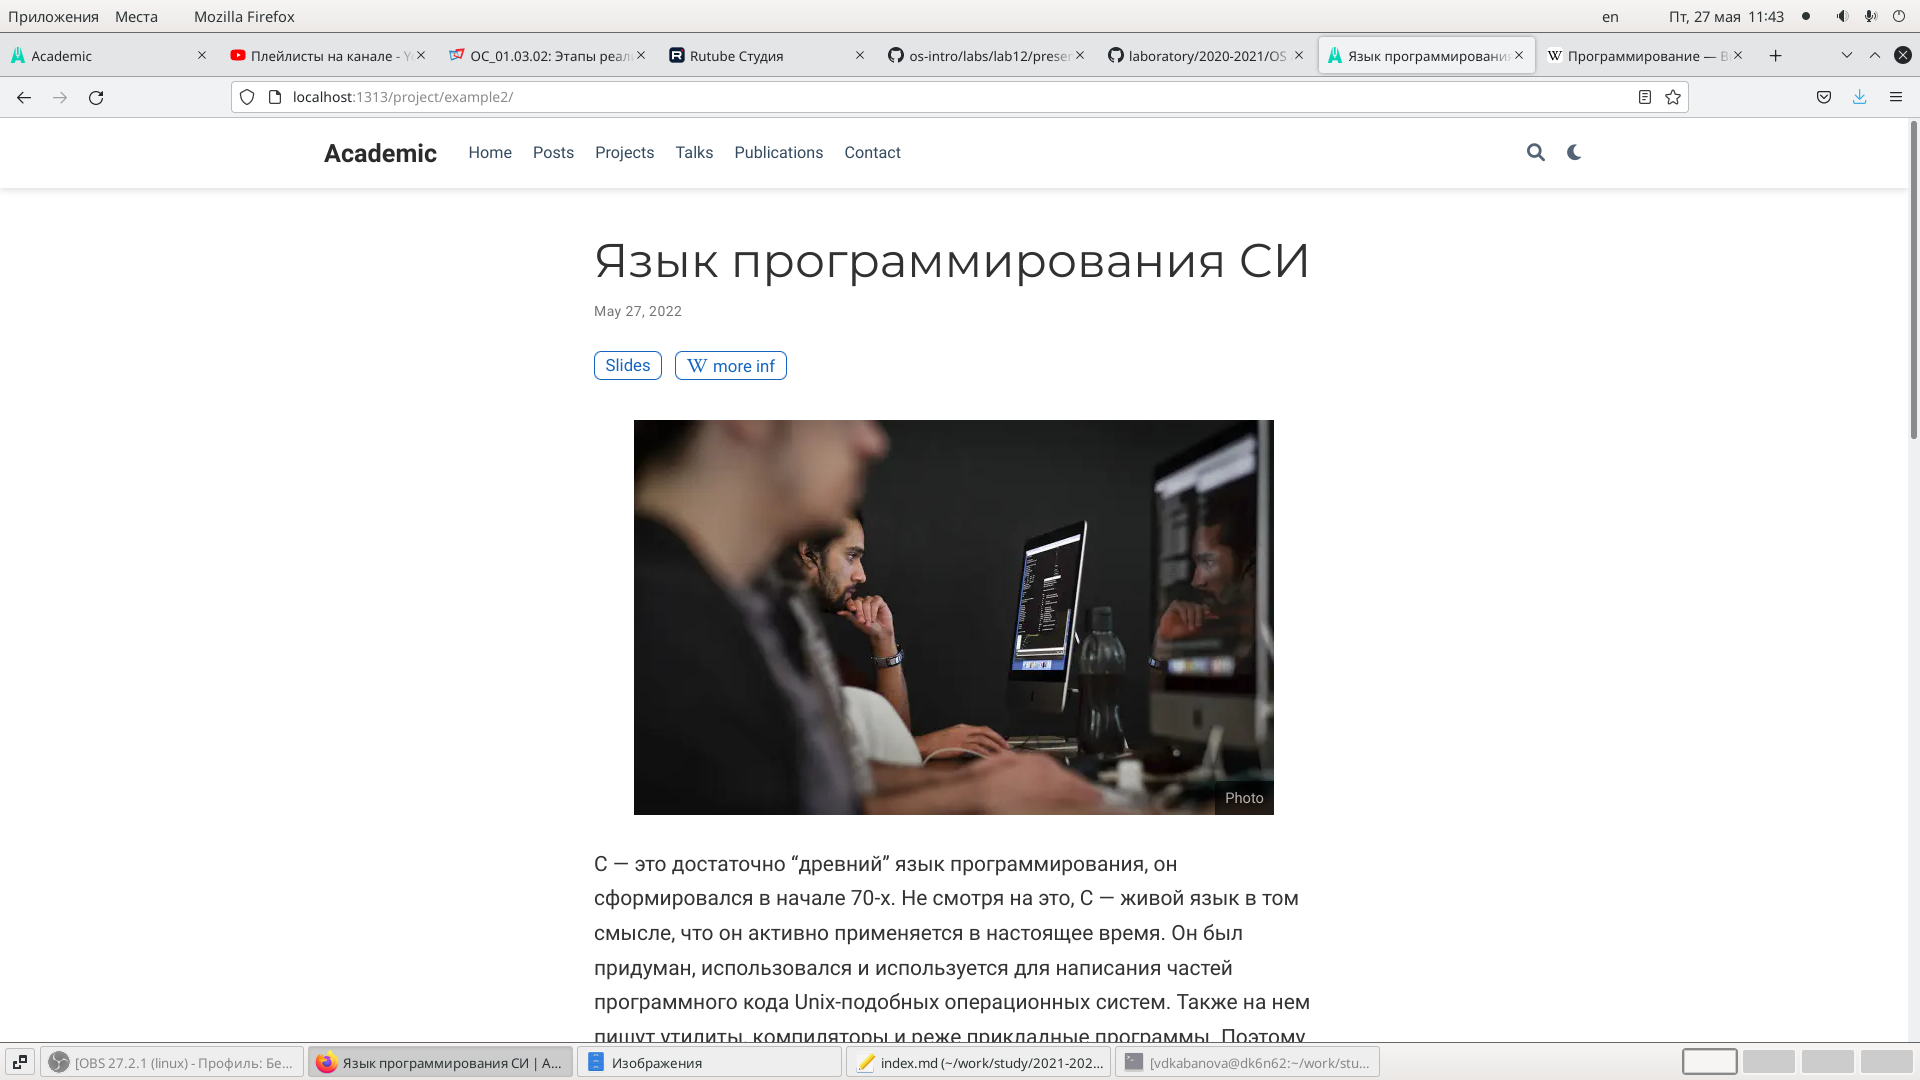 Приложения Места Mozilla Firefox en Пт, 27 мая 11:43
Academic Плейлисты на канале - Yo ОС_01.03.02: Этапы реал Rutube Студия os-intro/labs/lab12/preser laboratory/2020-2021/OS Язык программировани Программирование — В
localhost:1313/project/example2/
Academic Home Posts Projects Talks Publications Contact
Язык программирования СИ
May 27, 2022
Slides W more inf
Photo
С — это достаточно “древний” язык программирования, он
сформировался в начале 70-х. Не смотря на это, С — живой язык в том
смысле, что он активно применяется в настоящее время. Он был
придуман, использовался и используется для написания частей
программного кода Unix-подобных операционных систем. Также на нем
пишут утилиты, компиляторы и реже прикладные программы. Поэтому
[OBS 27.2.1 (linux) - Профиль: Бе... Язык программирования СИ | A... Изображения index.md (~/work/study/2021-202... [vdkabanova@dk6n62:~/work/stu...